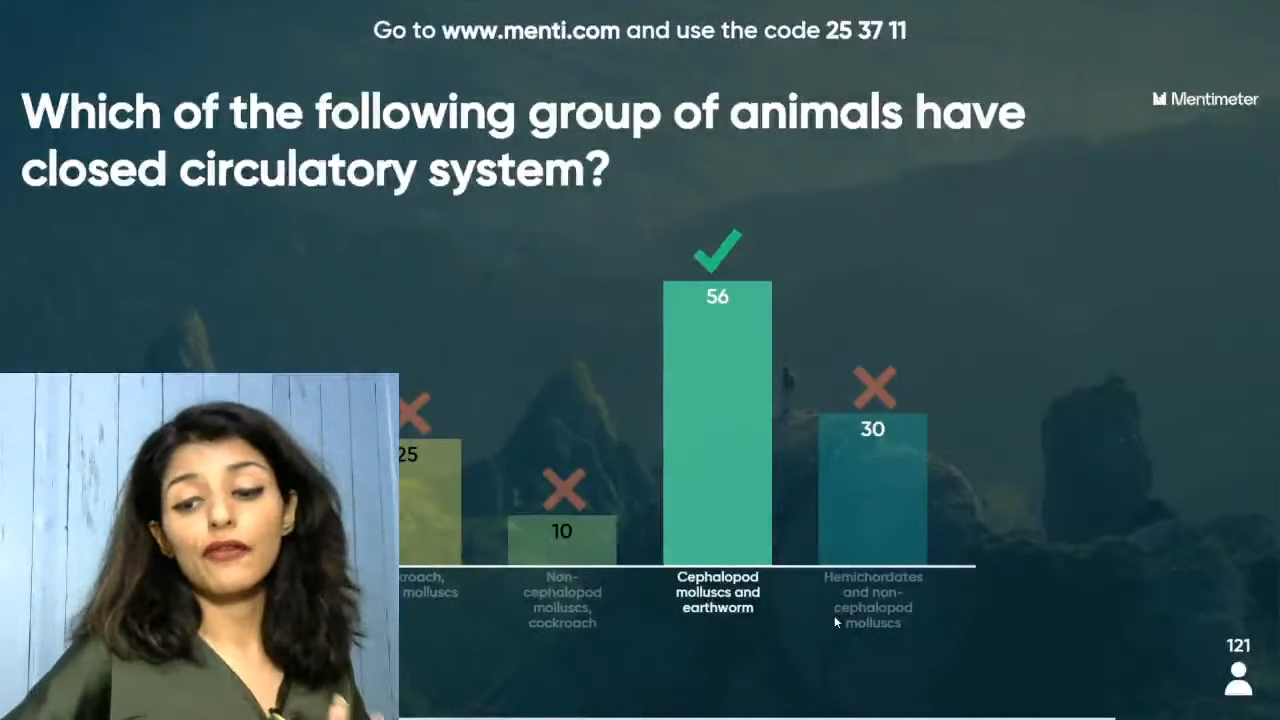 Go to www.menti.com and use the code 25 37 11
Mentimeter
Which of the following group of animals have
closed circulatory system?
56
30
25
10
molluscs
Non-
cephalopod
molluscs,
cockroach
Cephalopod
molluscs and
earthworm
Hemichordates
and non-
cephalopod
molluscs
121